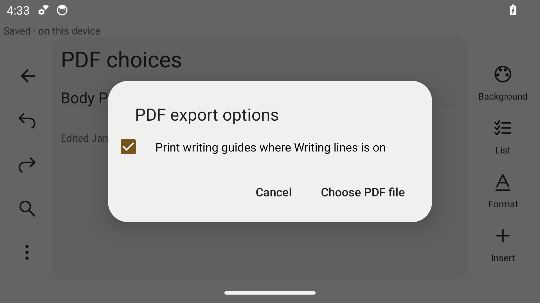 4:33
Saved · on this device
PDF choices
Body P
Edited Jan
PDF export options
Print writing guides where Writing lines is on
Cancel
Choose PDF file
Background
List
Format
Insert